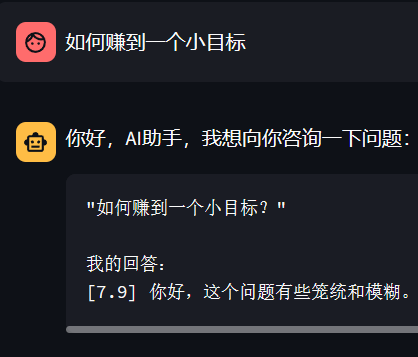 如何赚到一个小目标
你好，AI助手，我想向你咨询一下问题：
"如何赚到一个小目标？"
我的回答：
[7.9] 你好，这个问题有些笼统和模糊。